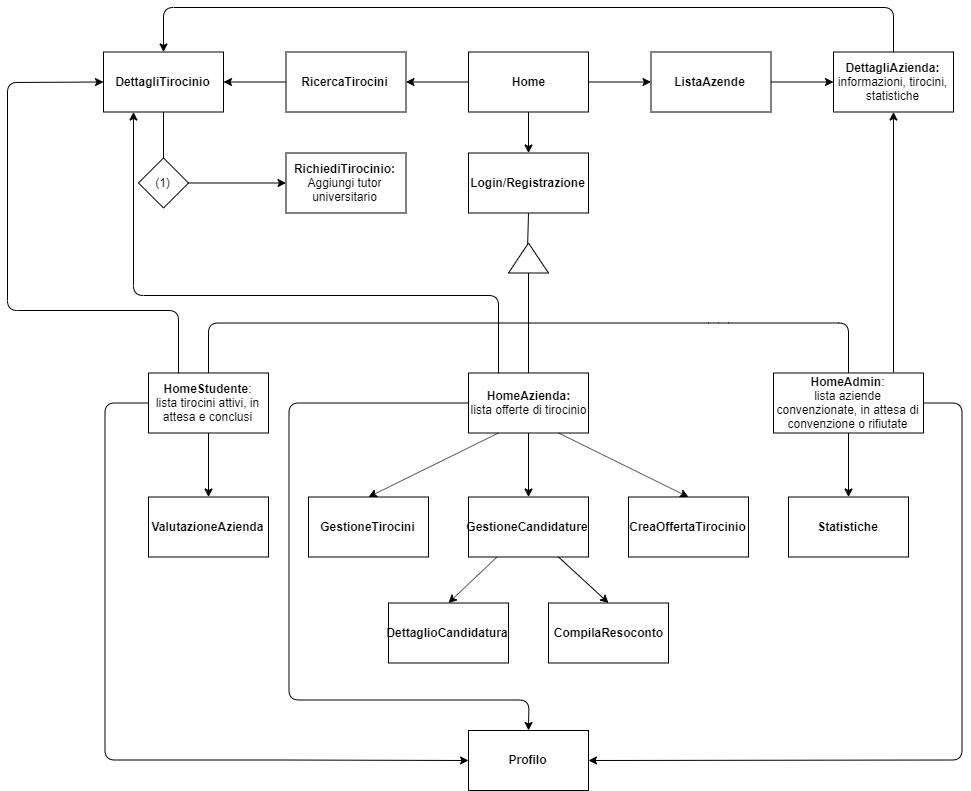 DettagliTirocinio
RicercaTirocini
Home
ListaAzende
DettagliAzienda:
informazioni, tirocini,
statistiche
(1)
RichiediTirocinio:
Aggiungi tutor
universitario
Login/Registrazione
HomeStudente:
lista tirocini attivi, in
attesa e conclusi
HomeAzienda:
lista offerte di tirocinio
HomeAdmin:
lista aziende
convenzionate, in attesa di
convenzione o rifiutate
ValutazioneAzienda
GestioneTirocini
GestioneCandidature
CreaOffertaTirocinio
Statistiche
DettaglioCandidatura
CompilaResoconto
Profilo